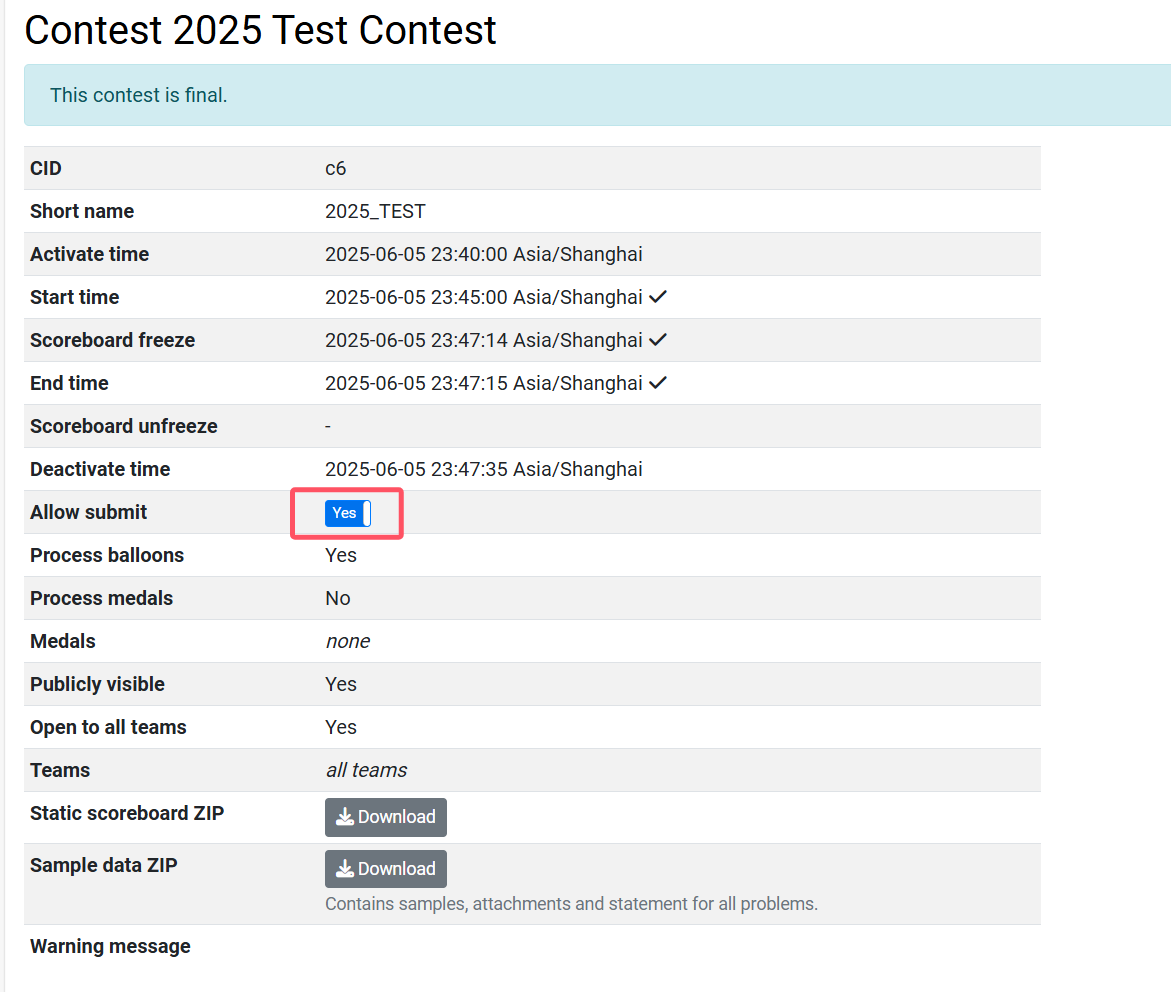 Contest 2025 Test Contest
This contest is final.
CID c6
Short name 2025_TEST
Activate time 2025-06-05 23:40:00 Asia/Shanghai
Start time 2025-06-05 23:45:00 Asia/Shanghai
Scoreboard freeze 2025-06-05 23:47:14 Asia/Shanghai
End time 2025-06-05 23:47:15 Asia/Shanghai
Scoreboard unfreeze -
Deactivate time 2025-06-05 23:47:35 Asia/Shanghai
Allow submit Yes
Process balloons Yes
Process medals No
Medals none
Publicly visible Yes
Open to all teams Yes
Teams all teams
Static scoreboard ZIP Download
Sample data ZIP Download
Contains samples, attachments and statement for all problems.
Warning message